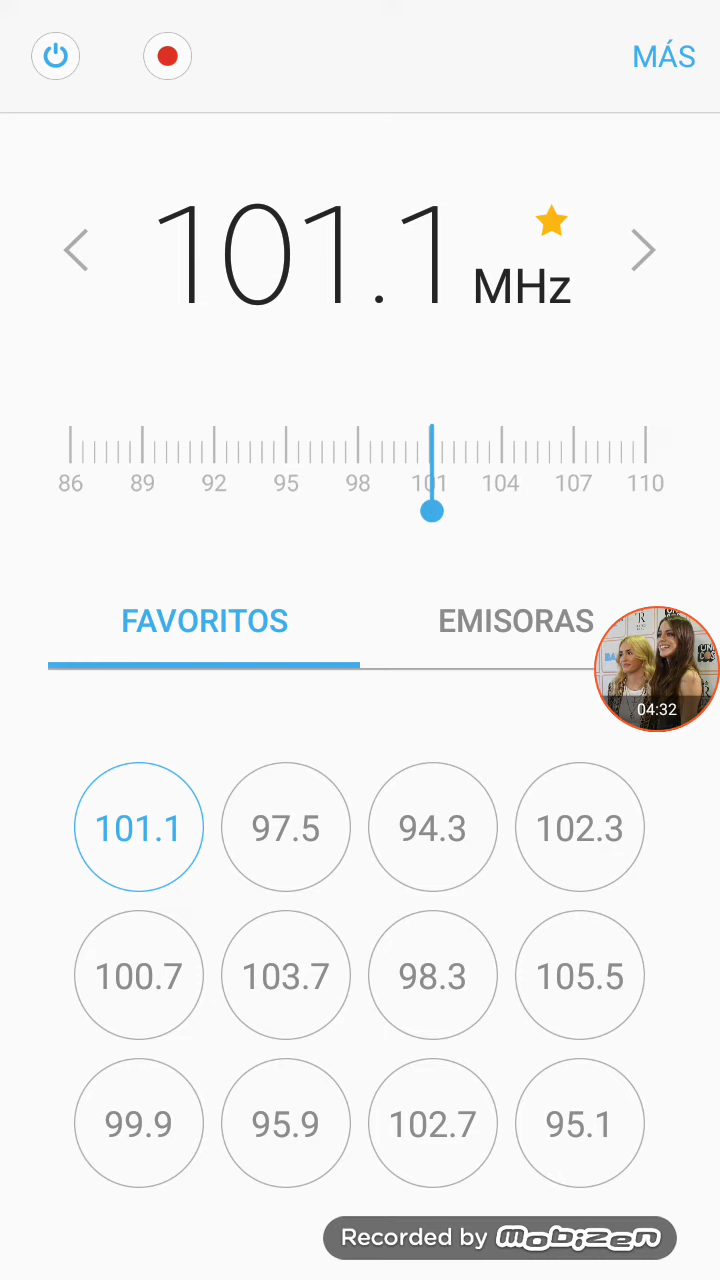 MÁS
101.1 MHz
86 89 92 95 98 101 104 107 110
FAVORITOS EMISORAS
04:32
101.1 97.5 94.3 102.3
100.7 103.7 98.3 105.5
99.9 95.9 102.7 95.1
Recorded by mobizen